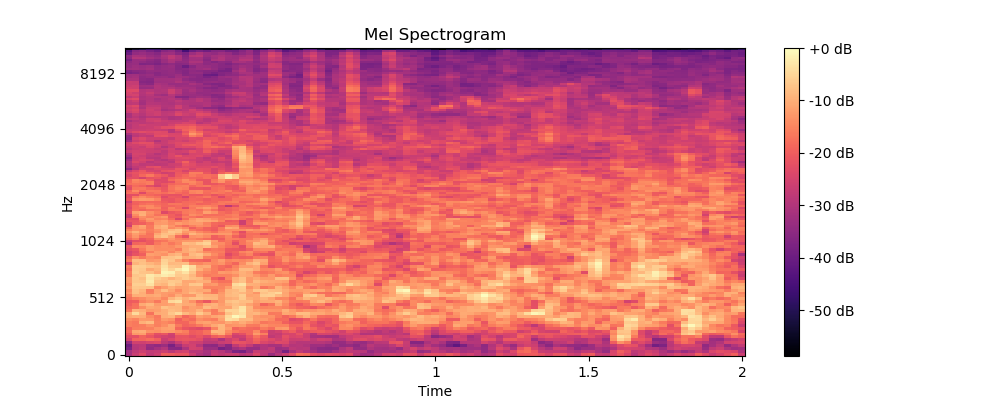 Mel Spectrogram
Hz
8192
4096
2048
1024
512
0
0
0.5
1
1.5
2
Time
+0 dB
-10 dB
-20 dB
-30 dB
-40 dB
-50 dB